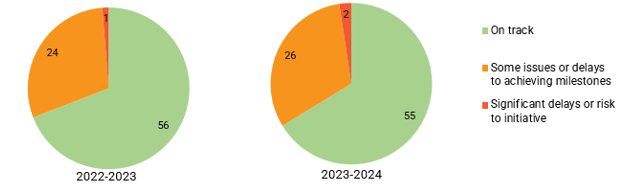 1
24
56
2022-2023
2
26
55
2023-2024
On track
Some issues or delays
to achieving milestones
Significant delays or risk
to initiative